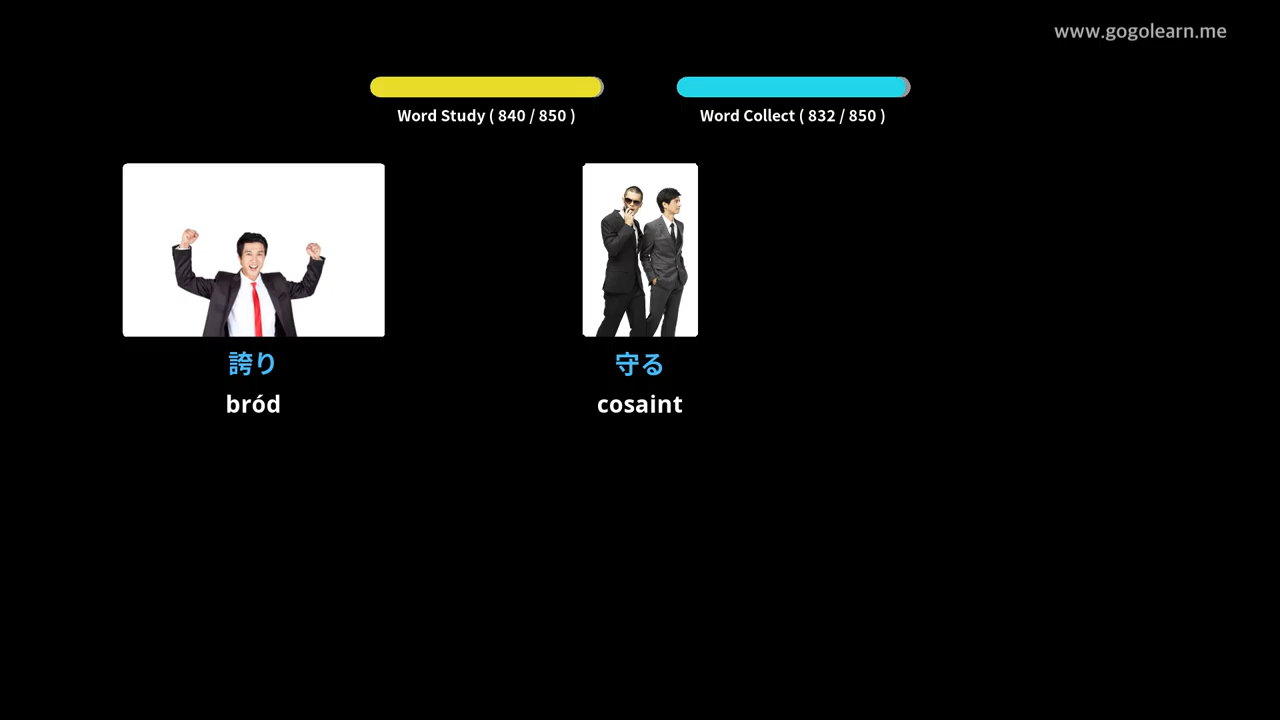 www.gogolearn.me
Word Study ( 840 / 850 )
Word Collect ( 832 / 850 )
誇り
bród
守る
cosaint